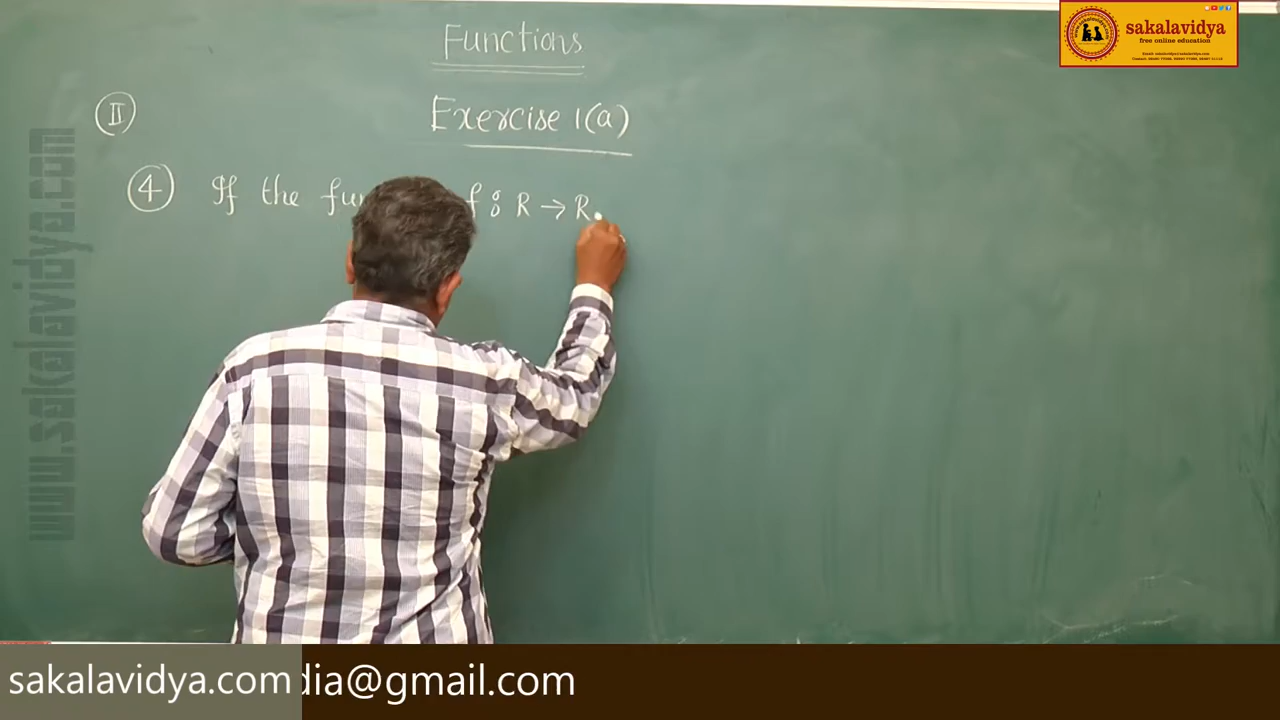 Functions
II
Exercise 1(a)
4 If the fun f : R → R
www.sakalavidya.com
sakalavidya
free online education
sakalavidya.com dia@gmail.com